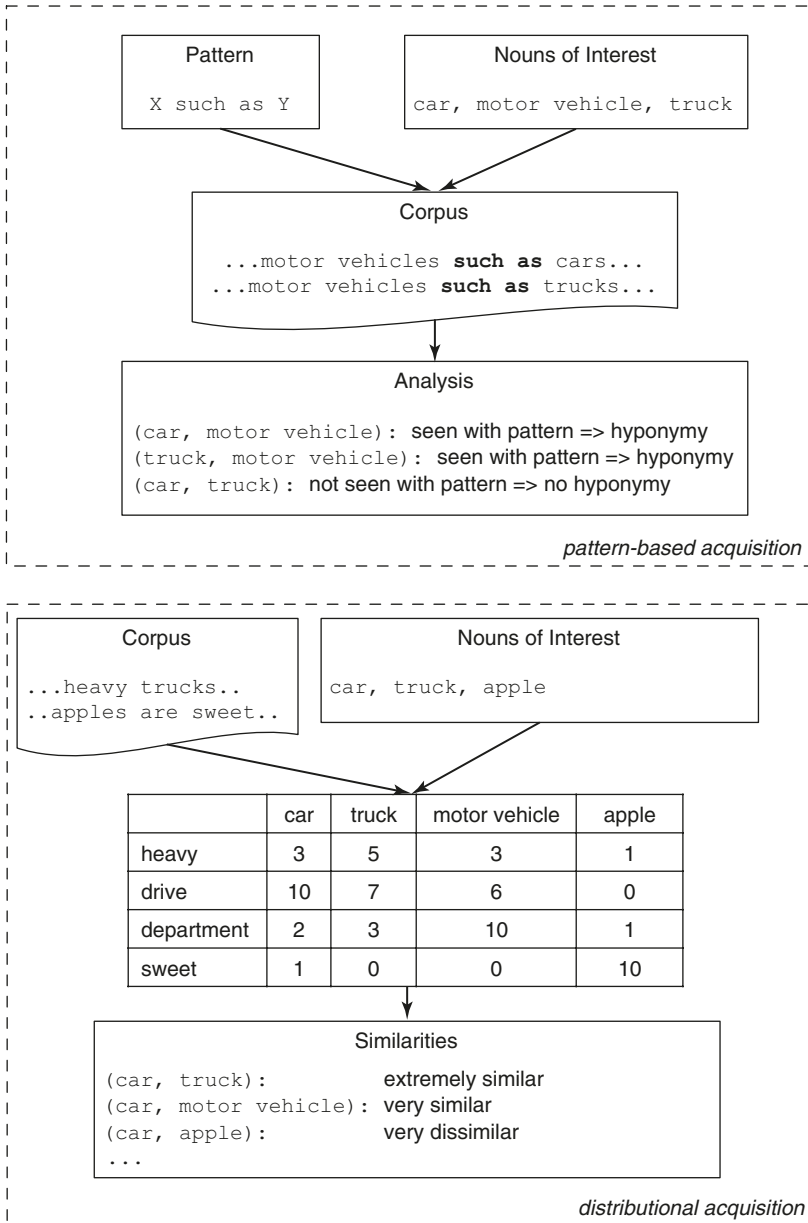 Pattern
X such as Y
Nouns of Interest
car, motor vehicle, truck
Corpus
...motor vehicles such as cars...
...motor vehicles such as trucks...
Analysis
(car, motor vehicle): seen with pattern => hyponymy
(truck, motor vehicle): seen with pattern => hyponymy
(car, truck): not seen with pattern => no hyponymy
pattern-based acquisition
Corpus
...heavy trucks..
..apples are sweet..
Nouns of Interest
car, truck, apple
car truck motor vehicle apple
heavy 3 5 3 1
drive 10 7 6 0
department 2 3 10 1
sweet 1 0 0 10
Similarities
(car, truck): extremely similar
(car, motor vehicle): very similar
(car, apple): very dissimilar
...
distributional acquisition